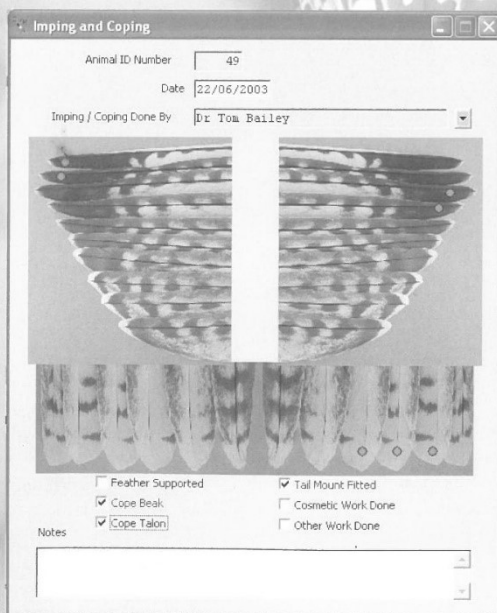 Imping and Coping
Animal ID Number 49
Date 22/06/2003
Imping / Coping Done By Dr Tom Bailey
Feather Supported Tail Mount Fitted
Cope Beak Cosmetic Work Done
Cope Talon Other Work Done
Notes